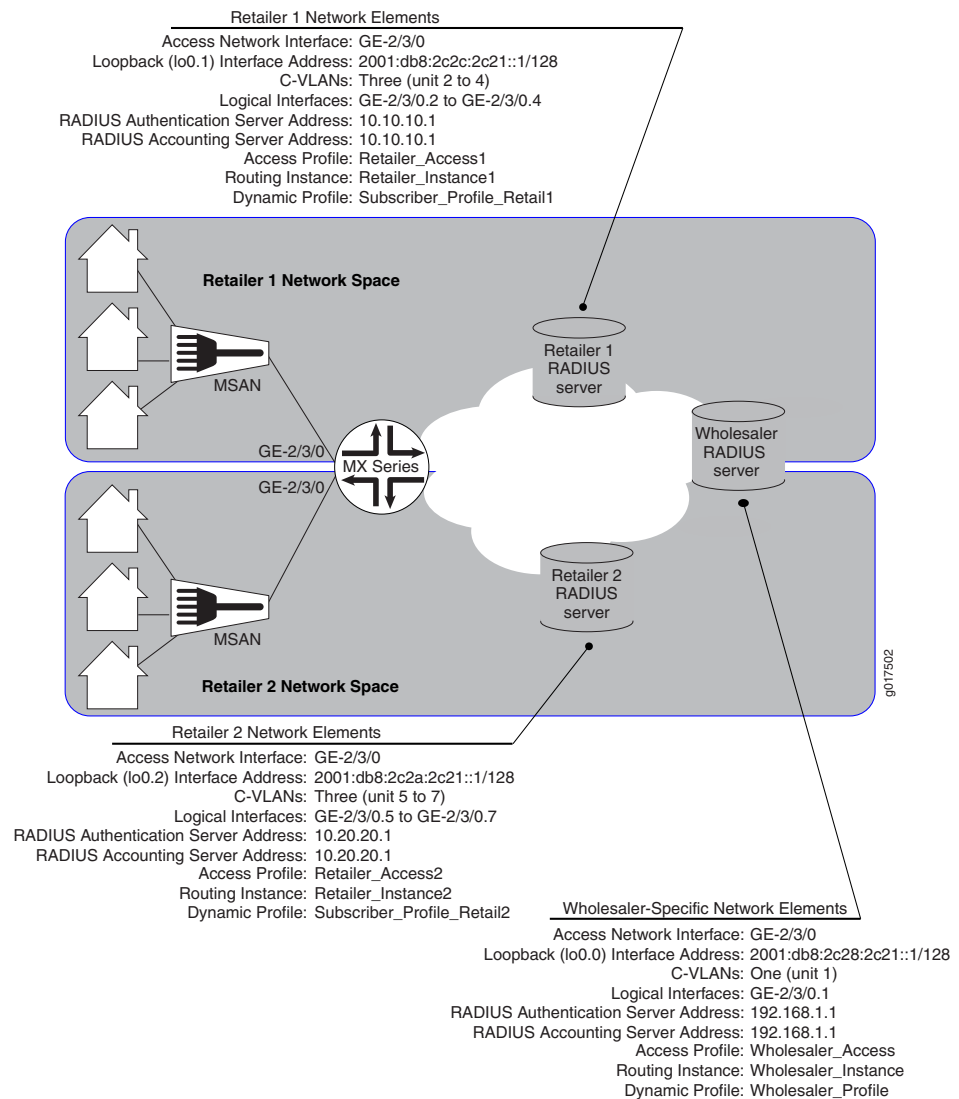 Retailer 1 Network Elements
Access Network Interface: GE-2/3/0
Loopback (lo0.1) Interface Address: 2001:db8:2c2c:2c21::1/128
C-VLANs: Three (unit 2 to 4)
Logical Interfaces: GE-2/3/0.2 to GE-2/3/0.4
RADIUS Authentication Server Address: 10.10.10.1
RADIUS Accounting Server Address: 10.10.10.1
Access Profile: Retailer_Access1
Routing Instance: Retailer_Instance1
Dynamic Profile: Subscriber_Profile_Retail1
Retailer 1 Network Space
MSAN
GE-2/3/0
Retailer 1
RADIUS
server
MX Series
Wholesaler
RADIUS
server
GE-2/3/0
MSAN
Retailer 2
RADIUS
server
Retailer 2 Network Space
g017502
Retailer 2 Network Elements
Access Network Interface: GE-2/3/0
Loopback (lo0.2) Interface Address: 2001:db8:2c2a:2c21::1/128
C-VLANs: Three (unit 5 to 7)
Logical Interfaces: GE-2/3/0.5 to GE-2/3/0.7
RADIUS Authentication Server Address: 10.20.20.1
RADIUS Accounting Server Address: 10.20.20.1
Access Profile: Retailer_Access2
Routing Instance: Retailer_Instance2
Dynamic Profile: Subscriber_Profile_Retail2
Wholesaler-Specific Network Elements
Access Network Interface: GE-2/3/0
Loopback (lo0.0) Interface Address: 2001:db8:2c28:2c21::1/128
C-VLANs: One (unit 1)
Logical Interfaces: GE-2/3/0.1
RADIUS Authentication Server Address: 192.168.1.1
RADIUS Accounting Server Address: 192.168.1.1
Access Profile: Wholesaler_Access
Routing Instance: Wholesaler_Instance
Dynamic Profile: Wholesaler_Profile